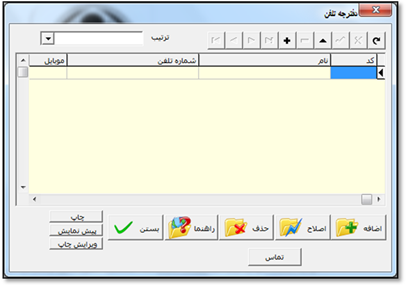 دفترچه تلفن
ترتیب
کد نام شماره تلفن موبایل
اضافه اصلاح حذف راهنما بستن
چاپ
پیش نمایش
ویرایش چاپ
تماس